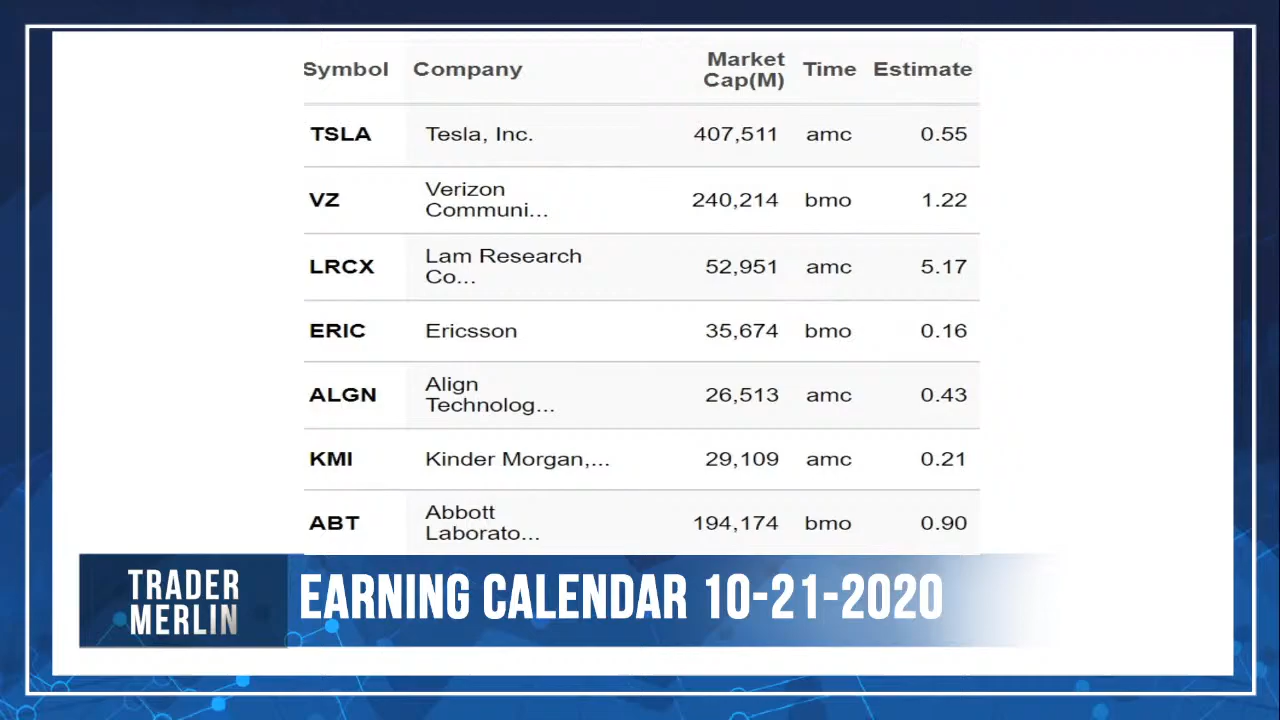 Symbol Company Market Cap(M) Time Estimate
TSLA Tesla, Inc. 407,511 amc 0.55
VZ Verizon Communi... 240,214 bmo 1.22
LRCX Lam Research Co... 52,951 amc 5.17
ERIC Ericsson 35,674 bmo 0.16
ALGN Align Technolog... 26,513 amc 0.43
KMI Kinder Morgan,... 29,109 amc 0.21
ABT Abbott Laborato... 194,174 bmo 0.90
TRADER
MERLIN
EARNING CALENDAR 10-21-2020